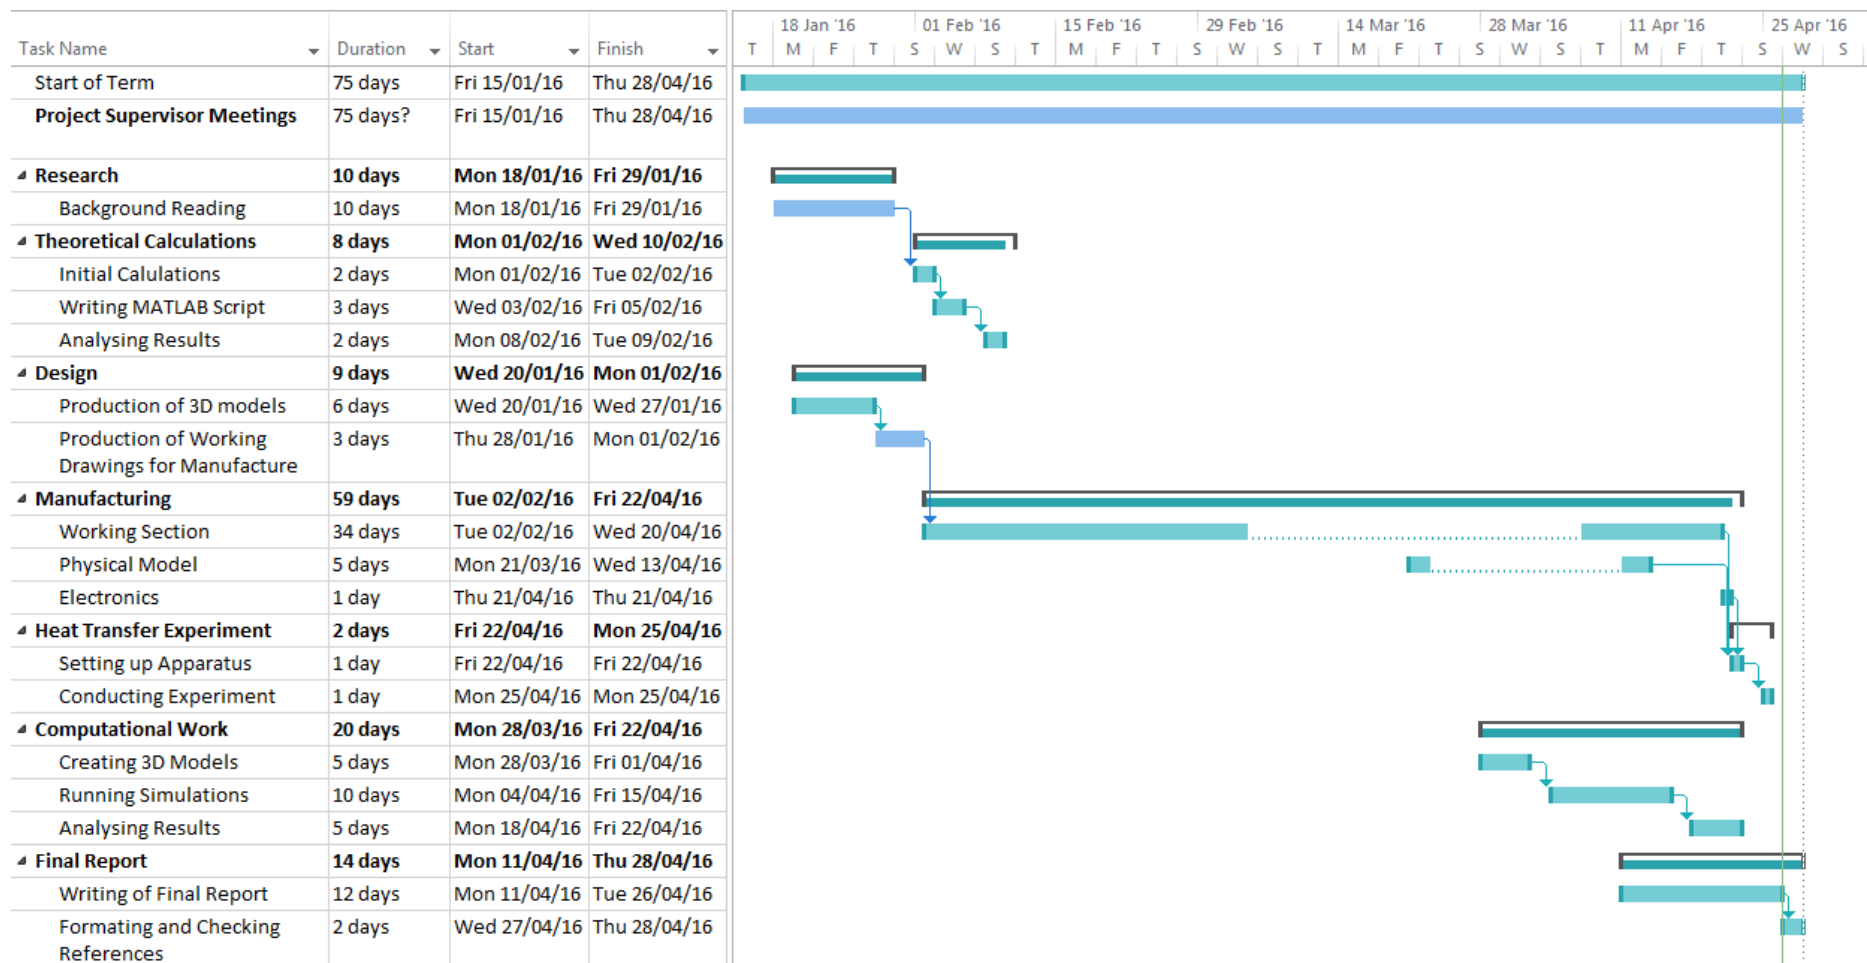 18 Jan '16 01 Feb '16 15 Feb '16 29 Feb '16 14 Mar '16 28 Mar '16 11 Apr '16 25 Apr '16
Task Name Duration Start Finish T M F T S W S T M F T S W S T M F T S W S T M F T S W S
Start of Term 75 days Fri 15/01/16 Thu 28/04/16
Project Supervisor Meetings 75 days? Fri 15/01/16 Thu 28/04/16
Research 10 days Mon 18/01/16 Fri 29/01/16
Background Reading 10 days Mon 18/01/16 Fri 29/01/16
Theoretical Calculations 8 days Mon 01/02/16 Wed 10/02/16
Initial Calulations 2 days Mon 01/02/16 Tue 02/02/16
Writing MATLAB Script 3 days Wed 03/02/16 Fri 05/02/16
Analysing Results 2 days Mon 08/02/16 Tue 09/02/16
Design 9 days Wed 20/01/16 Mon 01/02/16
Production of 3D models 6 days Wed 20/01/16 Wed 27/01/16
Production of Working 3 days Thu 28/01/16 Mon 01/02/16
Drawings for Manufacture
Manufacturing 59 days Tue 02/02/16 Fri 22/04/16
Working Section 34 days Tue 02/02/16 Wed 20/04/16
Physical Model 5 days Mon 21/03/16 Wed 13/04/16
Electronics 1 day Thu 21/04/16 Thu 21/04/16
Heat Transfer Experiment 2 days Fri 22/04/16 Mon 25/04/16
Setting up Apparatus 1 day Fri 22/04/16 Fri 22/04/16
Conducting Experiment 1 day Mon 25/04/16 Mon 25/04/16
Computational Work 20 days Mon 28/03/16 Fri 22/04/16
Creating 3D Models 5 days Mon 28/03/16 Fri 01/04/16
Running Simulations 10 days Mon 04/04/16 Fri 15/04/16
Analysing Results 5 days Mon 18/04/16 Fri 22/04/16
Final Report 14 days Mon 11/04/16 Thu 28/04/16
Writing of Final Report 12 days Mon 11/04/16 Tue 26/04/16
Formating and Checking 2 days Wed 27/04/16 Thu 28/04/16
References